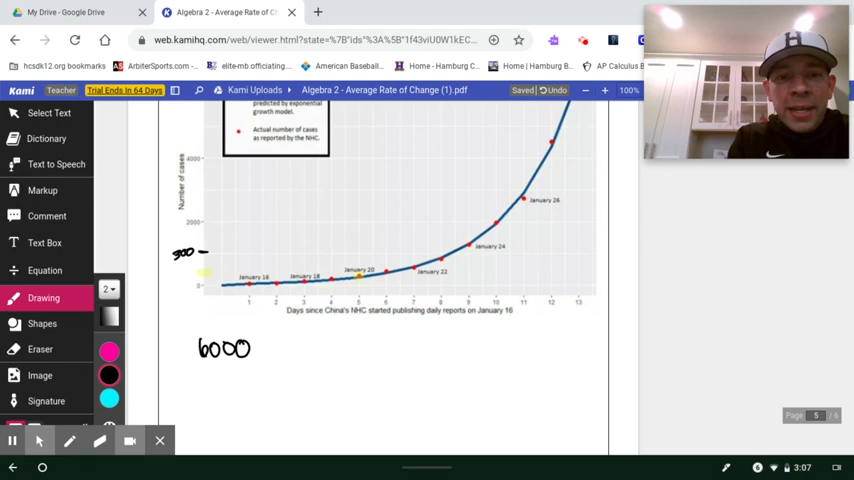 My Drive - Google Drive
Algebra 2 - Average Rate of Ch
web.kamihq.com/web/viewer.html?state=%7B"ids"%3A%5B"1f43viU0W1kEC...
hcsdk12.org bookmarks
ArbiterSports.com
elite-mb.officiating...
American Baseball...
Home - Hamburg C...
Home | Hamburg B...
AP Calculus B
Kami
Teacher
Trial Ends In 64 Days
Kami Uploads
Algebra 2 - Average Rate of Change (1).pdf
Saved
Undo
100%
Select Text
Dictionary
Text to Speech
Markup
Comment
Text Box
Equation
Drawing
Shapes
Eraser
Image
Signature
2
predicted by exponential
growth model.
Actual number of cases
as reported by the NHC.
Number of cases
4000
2000
0
January 16
January 18
January 20
January 22
January 24
January 26
1 2 3 4 5 6 7 8 9 10 11 12 13
Days since China's NHC started publishing daily reports on January 16
6000
Page 5 / 6
H
6
3:07